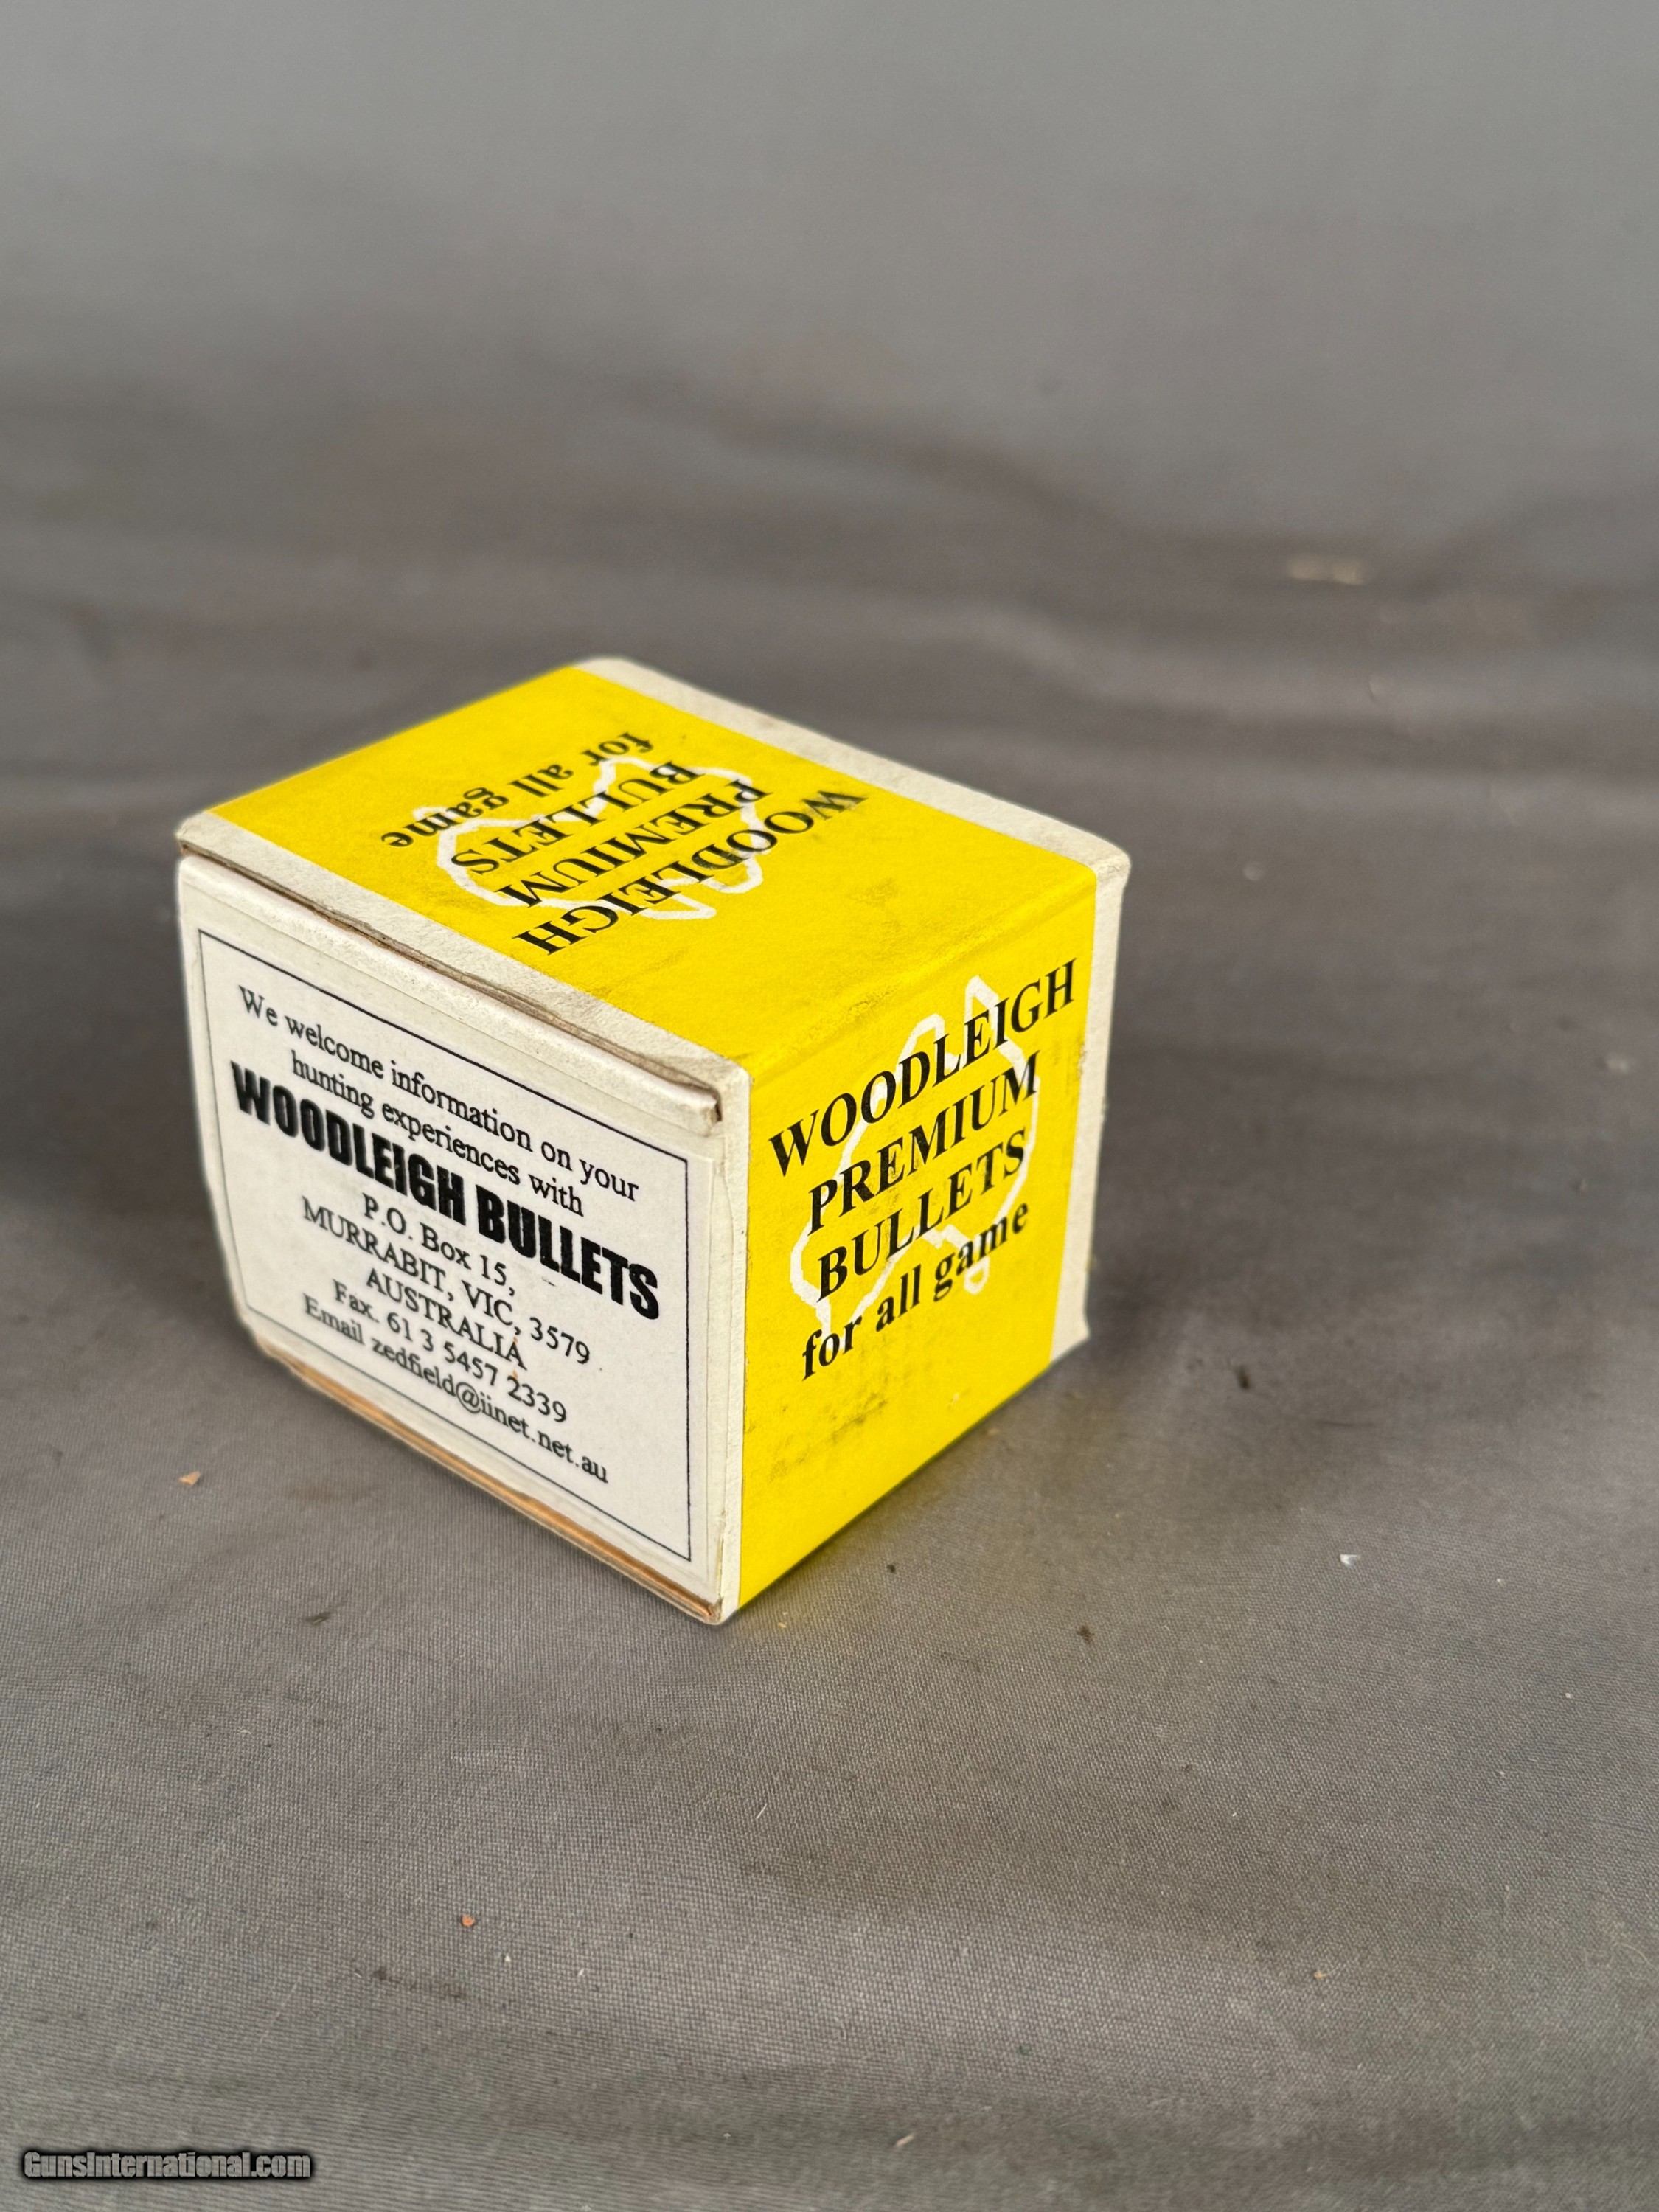 WOODLEIGH
PREMIUM
BULLETS
for all game
We welcome information on your
hunting experiences with
WOODLEIGH BULLETS
P.O. Box 15,
MURRABIT, VIC, 3579
AUSTRALIA
Fax. 61 3 5457 2339
Email zedfield@iinet.net.au
WOODLEIGH
PREMIUM
BULLETS
for all game
GunsInternational.com